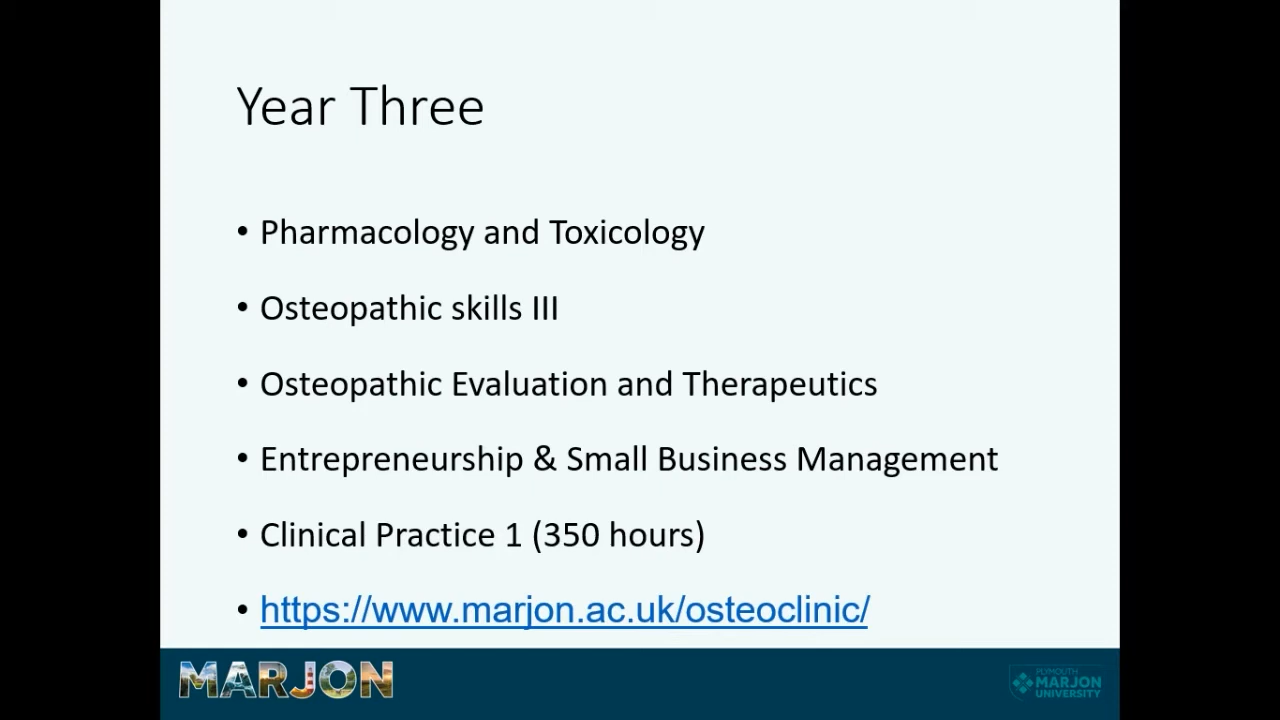 Year Three
• Pharmacology and Toxicology
• Osteopathic skills III
• Osteopathic Evaluation and Therapeutics
• Entrepreneurship & Small Business Management
• Clinical Practice 1 (350 hours)
• https://www.marjon.ac.uk/osteoclinic/
MARJON
PLYMOUTH
MARJON
UNIVERSITY